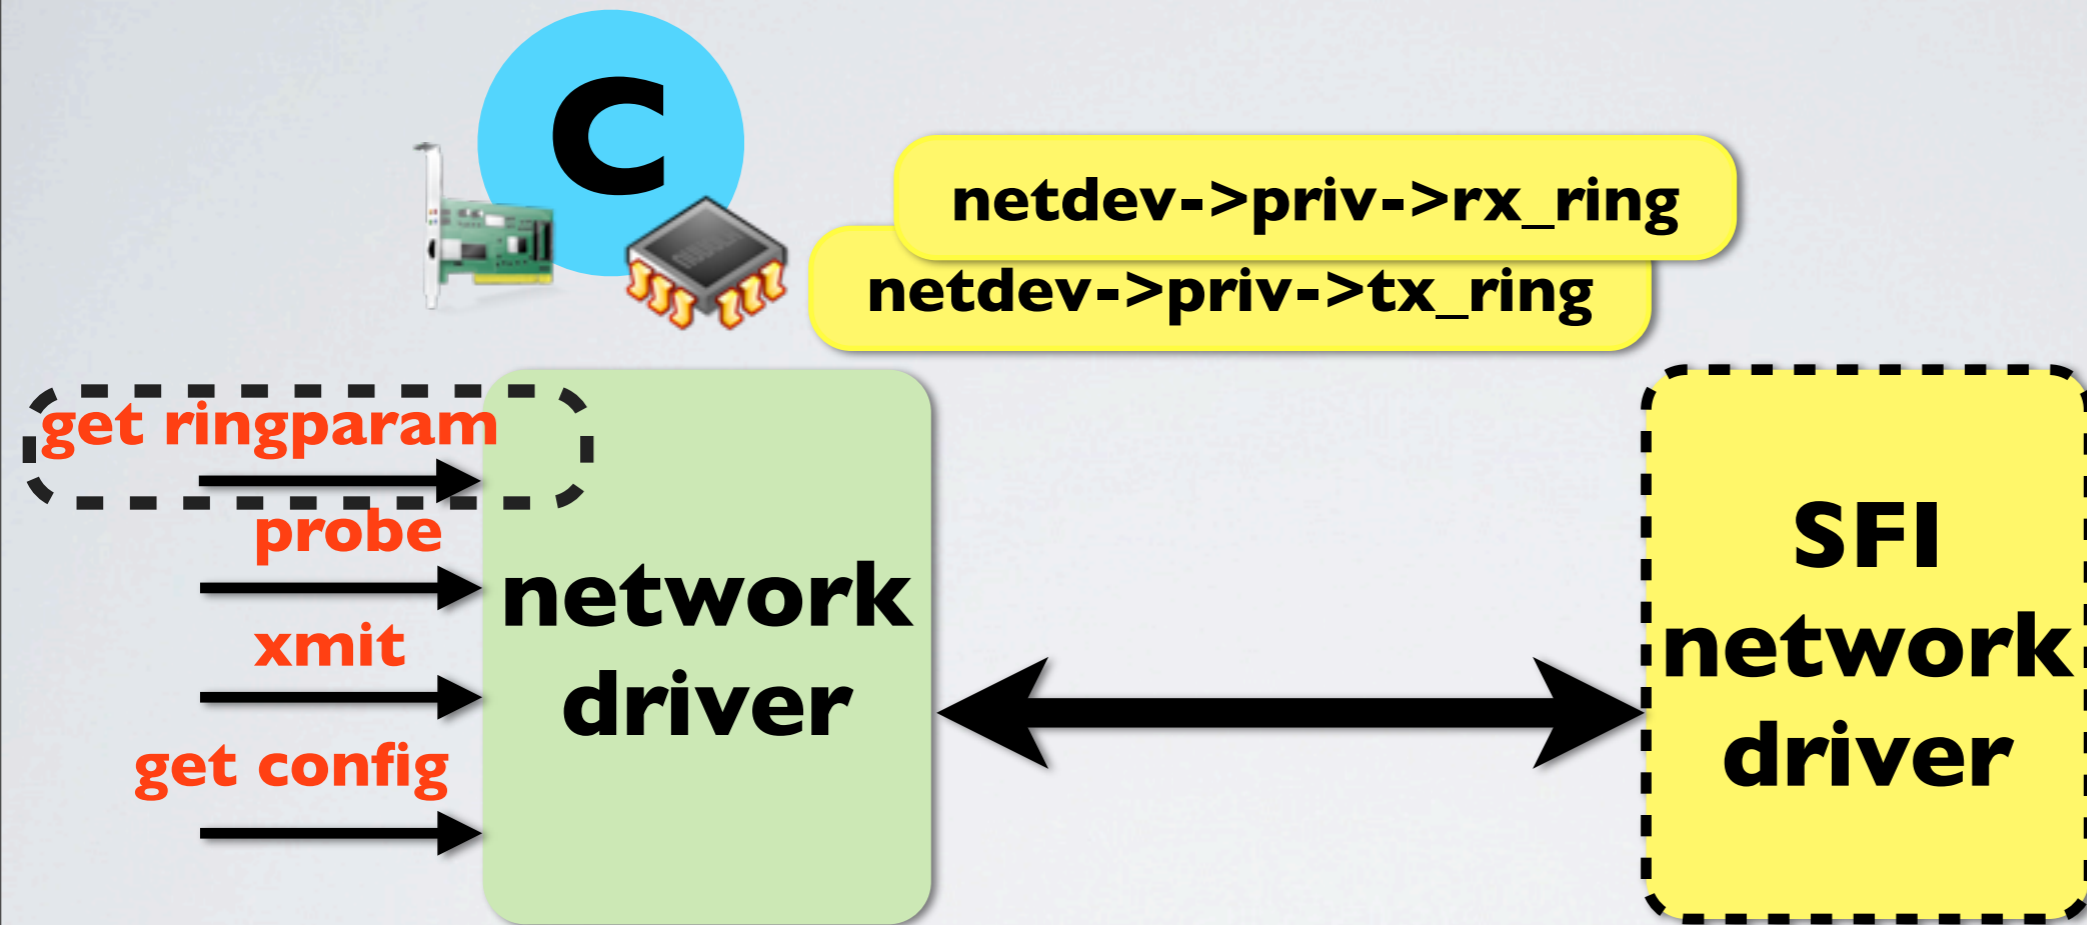 C
netdev->priv->rx_ring
netdev->priv->tx_ring
get ringparam
probe
xmit
get config
network
driver
SFI
network
driver